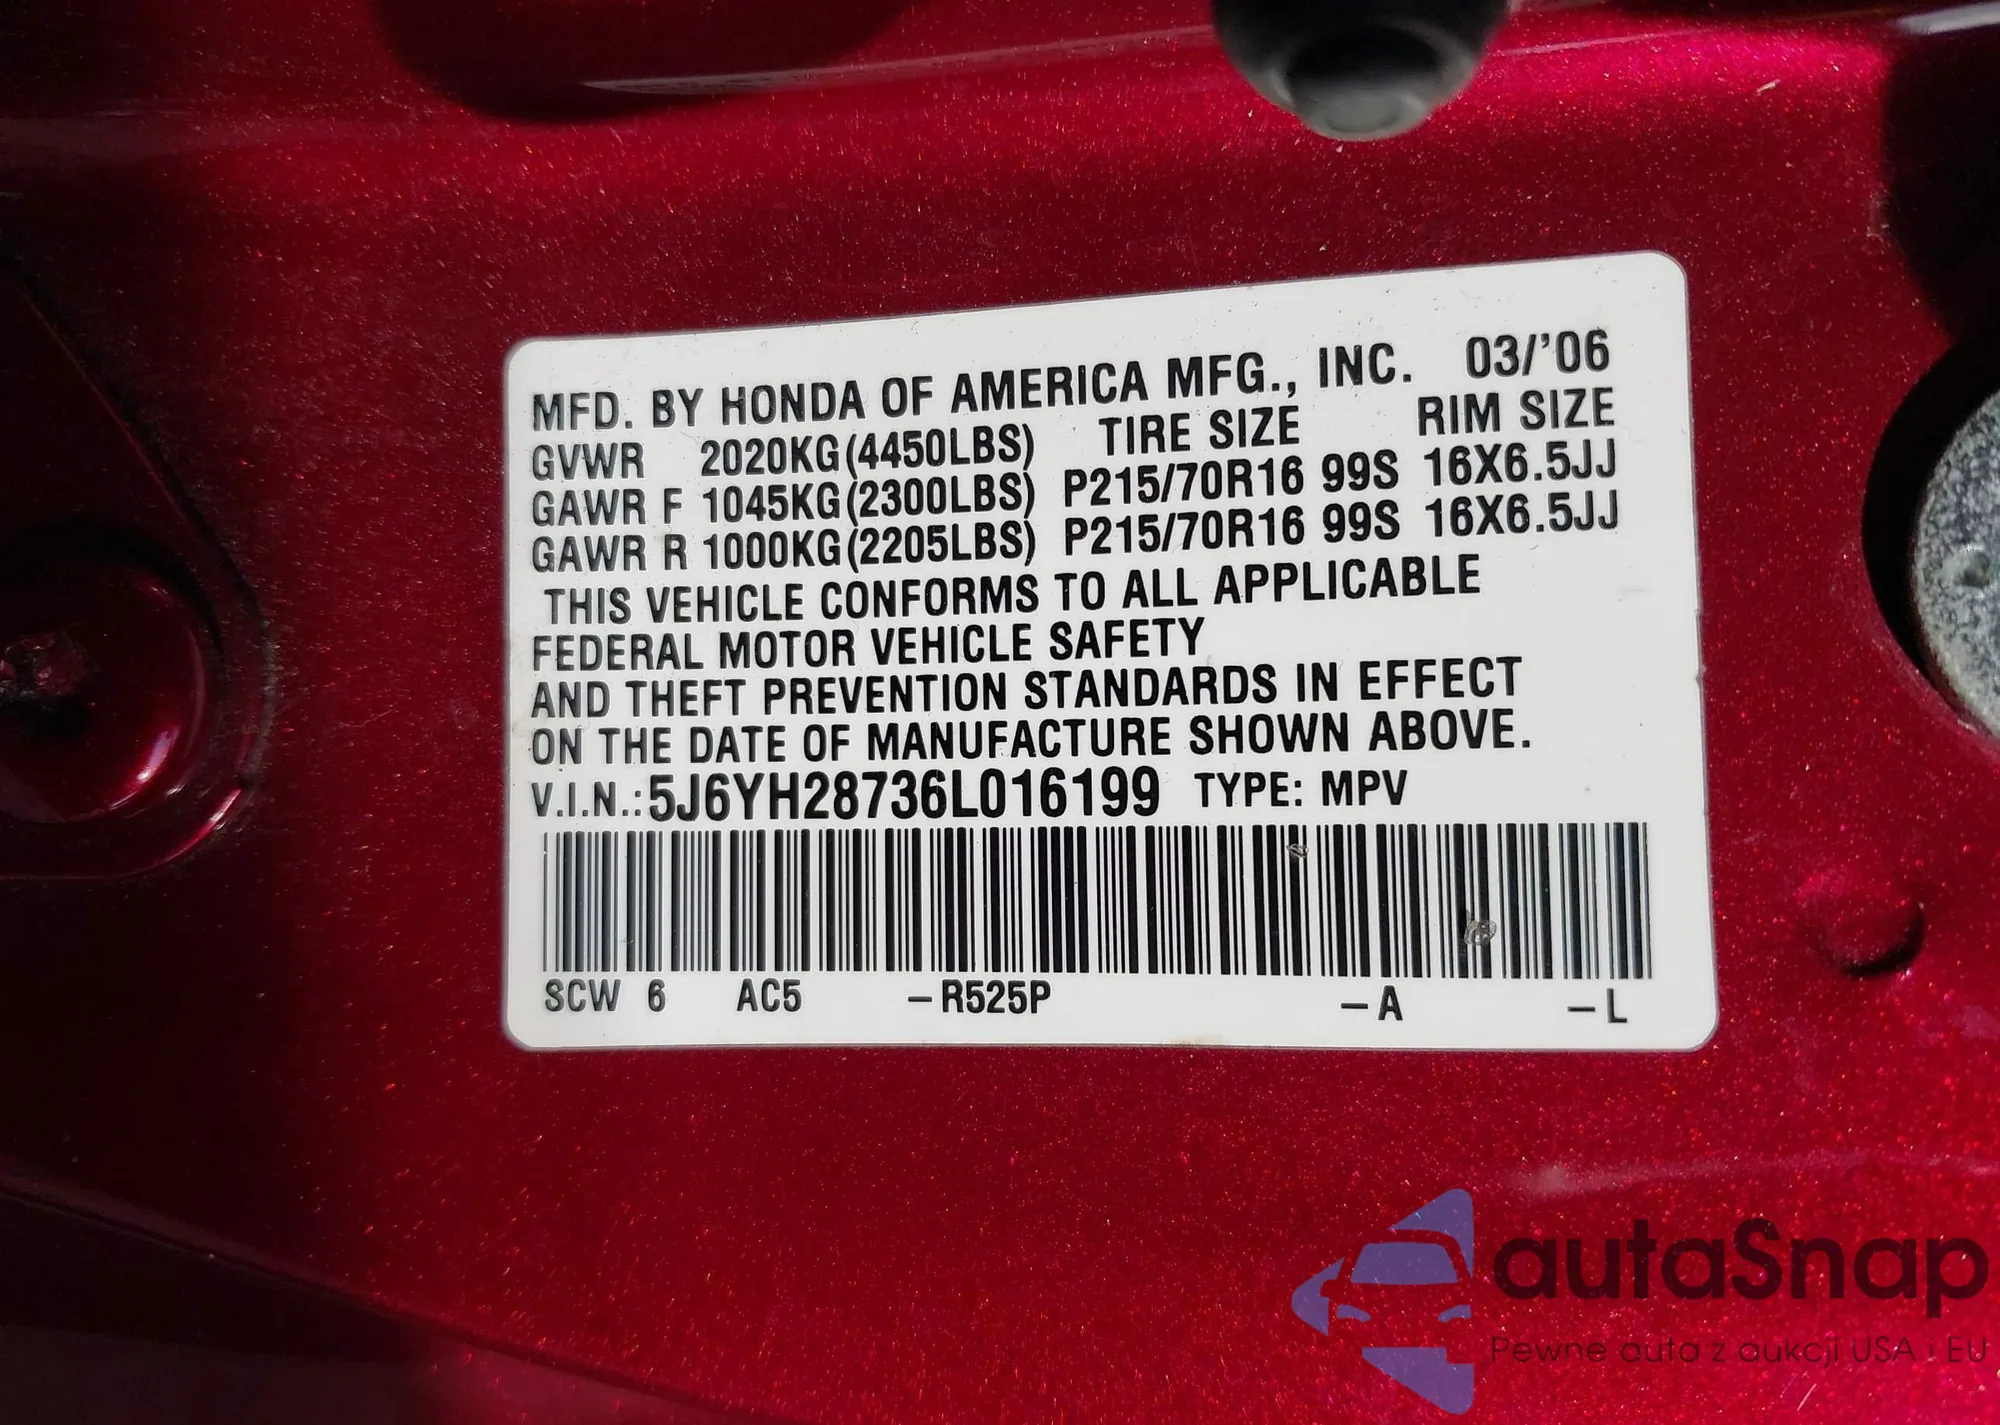 MFD. BY HONDA OF AMERICA MFG., INC. 03/'06
GVWR 2020KG(4450LBS) TIRE SIZE RIM SIZE
GAWR F 1045KG(2300LBS) P215/70R16 99S 16X6.5JJ
GAWR R 1000KG(2205LBS) P215/70R16 99S 16X6.5JJ
THIS VEHICLE CONFORMS TO ALL APPLICABLE
FEDERAL MOTOR VEHICLE SAFETY
AND THEFT PREVENTION STANDARDS IN EFFECT
ON THE DATE OF MANUFACTURE SHOWN ABOVE.
V.I.N.:5J6YH28736L016199 TYPE: MPV
SCW 6 AC5 –R525P –A –L
autaSnap
Pewne auta z aukcji USA i EU